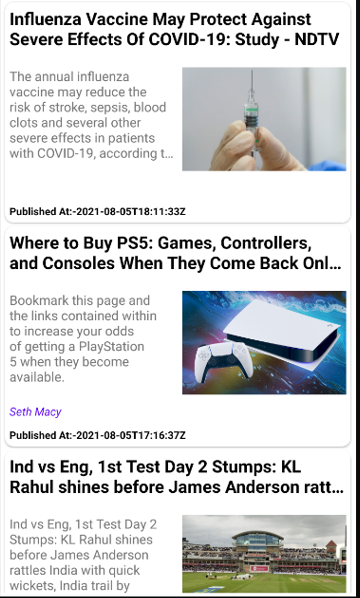 Influenza Vaccine May Protect Against
Severe Effects Of COVID-19: Study - NDTV
The annual influenza
vaccine may reduce the
risk of stroke, sepsis, blood
clots and several other
severe effects in patients
with COVID-19, according t...
Published At:-2021-08-05T18:11:33Z
Where to Buy PS5: Games, Controllers,
and Consoles When They Come Back Onl...
Bookmark this page and
the links contained within
to increase your odds
of getting a PlayStation
5 when they become
available.
Seth Macy
Published At:-2021-08-05T17:16:37Z
Ind vs Eng, 1st Test Day 2 Stumps: KL
Rahul shines before James Anderson ratt...
Ind vs Eng, 1st Test Day 2
Stumps: KL Rahul shines
before James Anderson
rattles India with quick
wickets, India trail by